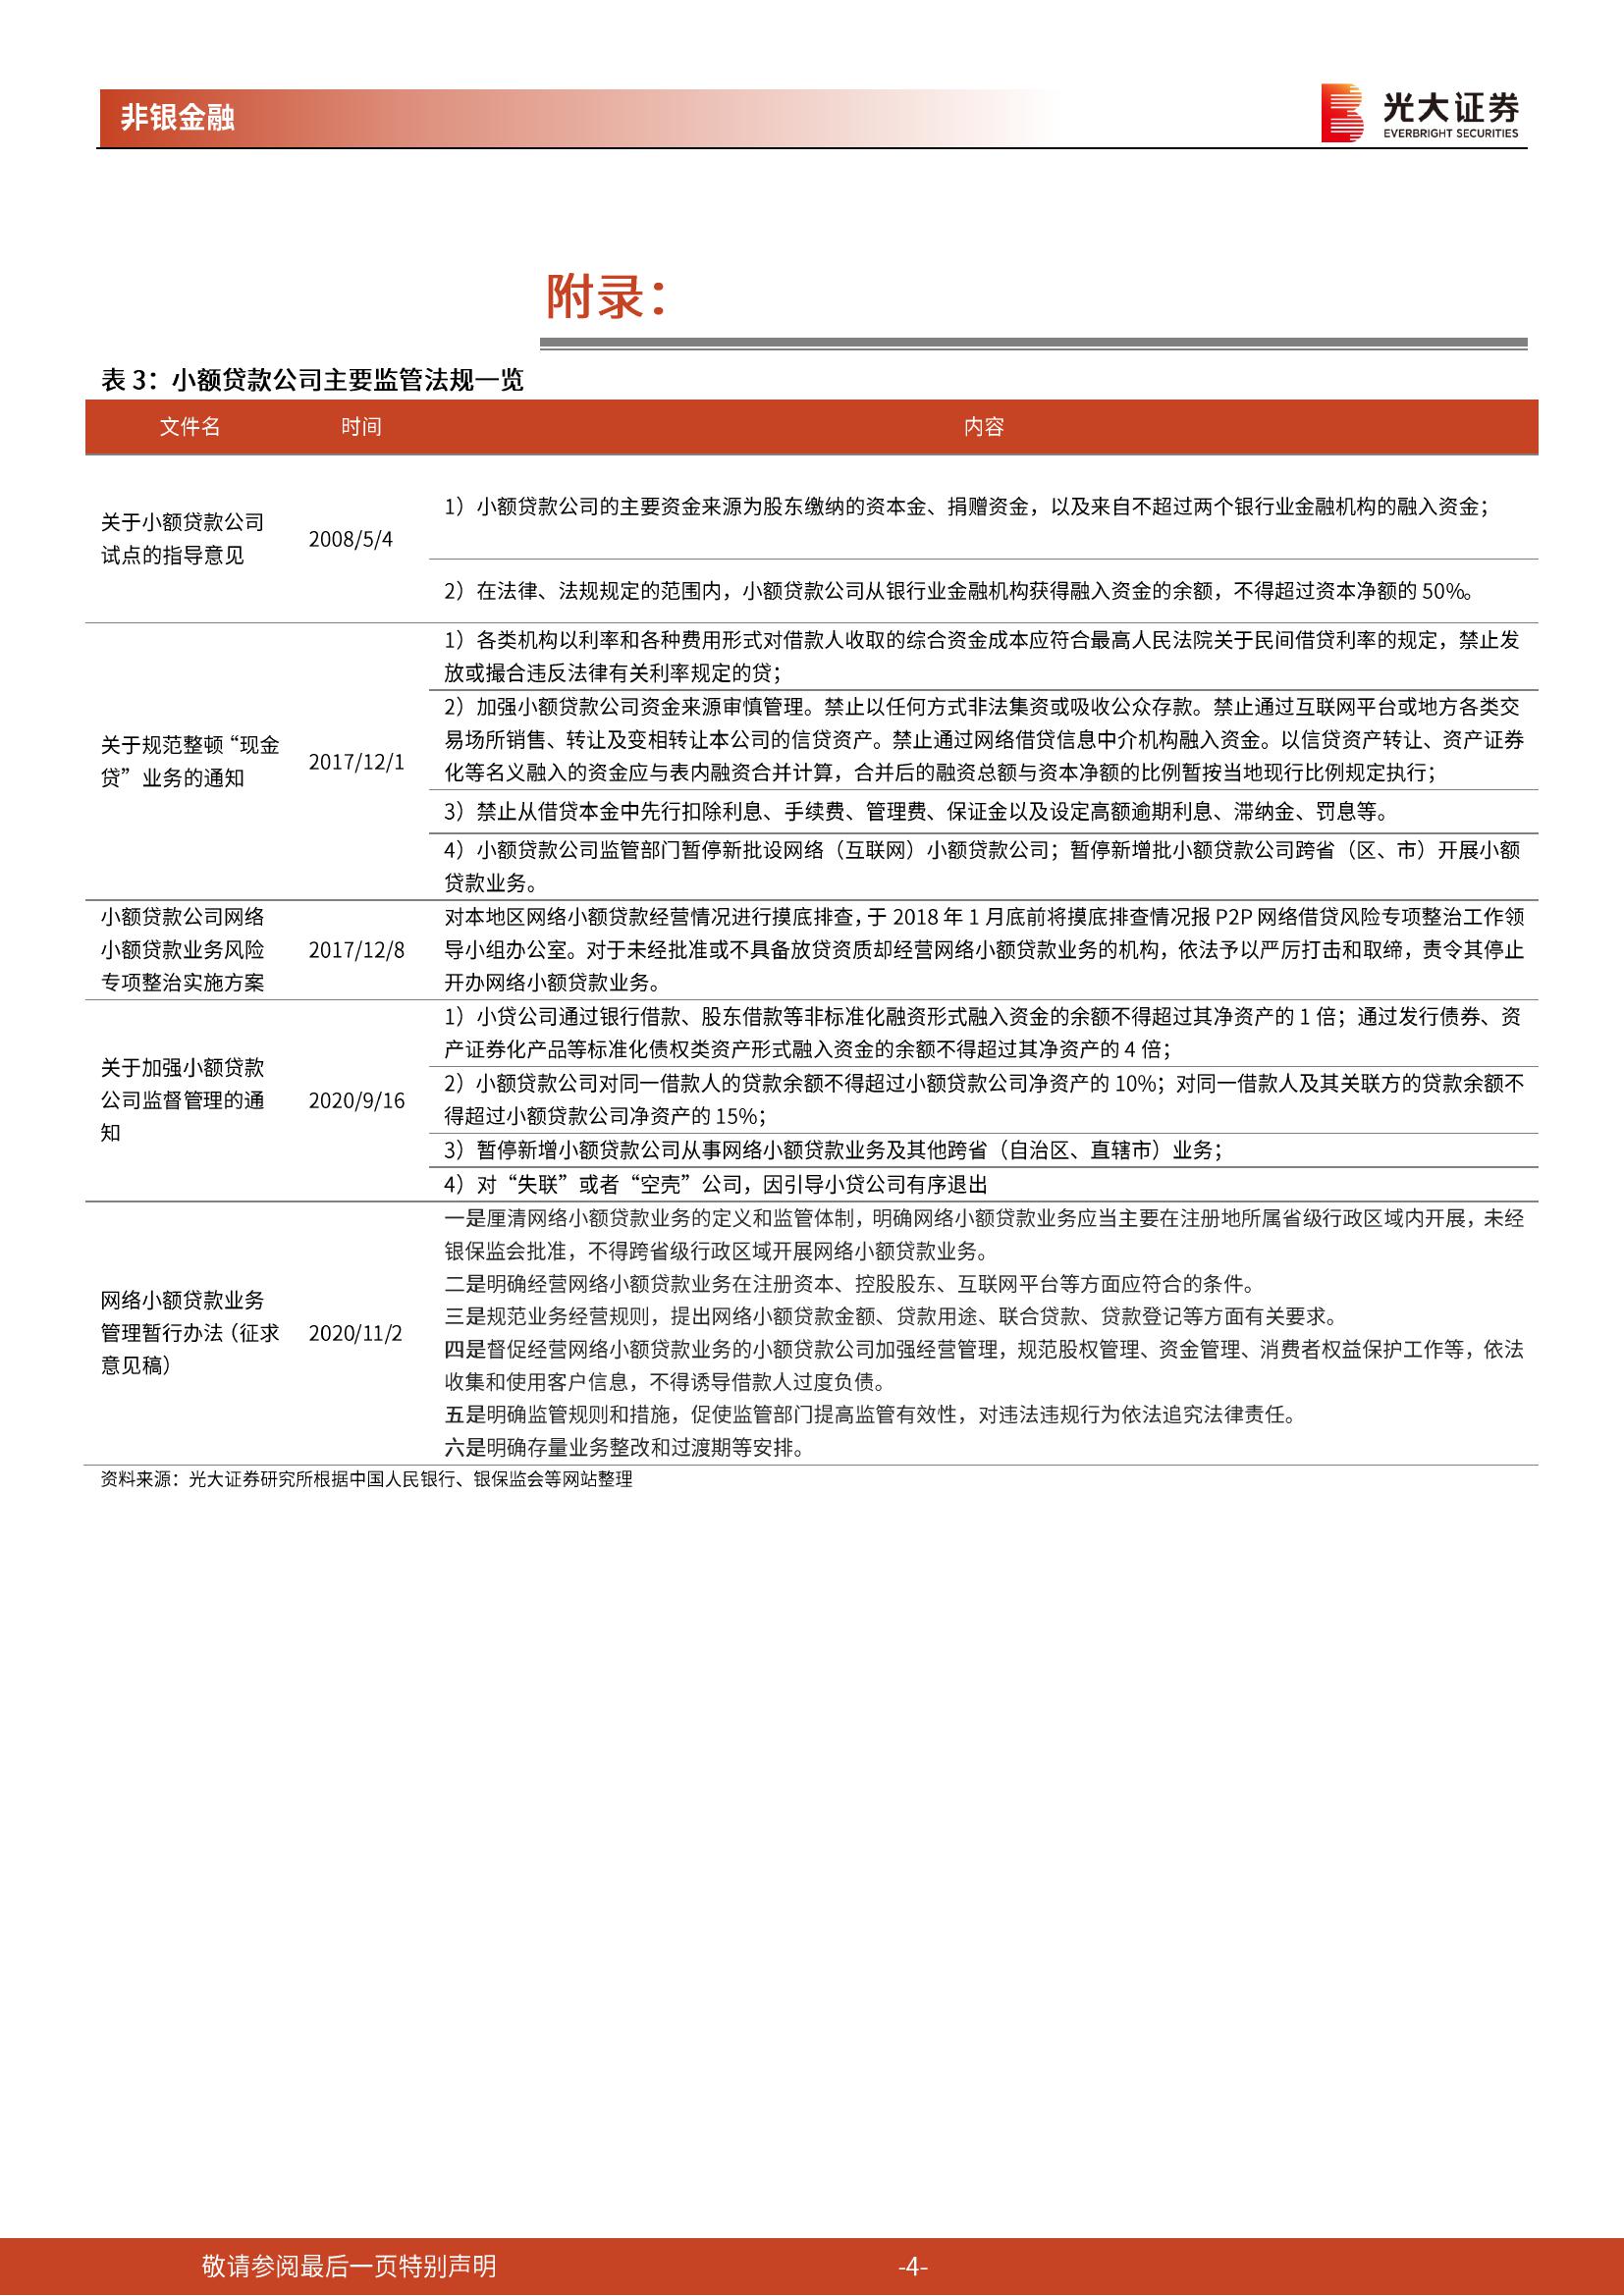 非银金融
光大证券
EVERBRIGHT SECURITIES
附录：
表 3：小额贷款公司主要监管法规一览
文件名 时间 内容
关于小额贷款公司
试点的指导意见
2008/5/4
1）小额贷款公司的主要资金来源为股东缴纳的资本金、捐赠资金，以及来自不超过两个银行业金融机构的融入资金；
2）在法律、法规规定的范围内，小额贷款公司从银行业金融机构获得融入资金的余额，不得超过资本净额的 50%。
关于规范整顿 “现金
贷” 业务的通知
2017/12/1
1）各类机构以利率和各种费用形式对借款人收取的综合资金成本应符合最高人民法院关于民间借贷利率的规定，禁止发
放或撮合违反法律有关利率规定的贷；
2）加强小额贷款公司资金来源审慎管理。禁止以任何方式非法集资或吸收公众存款。禁止通过互联网平台或地方各类交
易场所销售、转让及变相转让本公司的信贷资产。禁止通过网络借贷信息中介机构融入资金。以信贷资产转让、资产证券
化等名义融入的资金应与表内融资合并计算，合并后的融资总额与资本净额的比例暂按当地现行比例规定执行；
3）禁止从借贷本金中先行扣除利息、手续费、管理费、保证金以及设定高额逾期利息、滞纳金、罚息等。
4）小额贷款公司监管部门暂停新批设网络（互联网）小额贷款公司；暂停新增批小额贷款公司跨省（区、市）开展小额
贷款业务。
小额贷款公司网络
小额贷款业务风险
专项整治实施方案
2017/12/8
对本地区网络小额贷款经营情况进行摸底排查，于 2018 年 1 月底前将摸底排查情况报 P2P 网络借贷风险专项整治工作领
导小组办公室。对于未经批准或不具备放贷资质却经营网络小额贷款业务的机构，依法予以严厉打击和取缔，责令其停止
开办网络小额贷款业务。
关于加强小额贷款
公司监督管理的通
知
2020/9/16
1）小贷公司通过银行借款、股东借款等非标准化融资形式融入资金的余额不得超过其净资产的 1 倍；通过发行债券、资
产证券化产品等标准化债权类资产形式融入资金的余额不得超过其净资产的 4 倍；
2）小额贷款公司对同一借款人的贷款余额不得超过小额贷款公司净资产的 10%；对同一借款人及其关联方的贷款余额不
得超过小额贷款公司净资产的 15%；
3）暂停新增小额贷款公司从事网络小额贷款业务及其他跨省（自治区、直辖市）业务；
4）对“失联”或者“空壳”公司，因引导小贷公司有序退出
网络小额贷款业务
管理暂行办法（征求
意见稿）
2020/11/2
一是厘清网络小额贷款业务的定义和监管体制，明确网络小额贷款业务应当主要在注册地所属省级行政区域内开展，未经
银保监会批准，不得跨省级行政区域开展网络小额贷款业务。
二是明确经营网络小额贷款业务在注册资本、控股股东、互联网平台等方面应符合的条件。
三是规范业务经营规则，提出网络小额贷款金额、贷款用途、联合贷款、贷款登记等方面有关要求。
四是督促经营网络小额贷款业务的小额贷款公司加强经营管理，规范股权管理、资金管理、消费者权益保护工作等，依法
收集和使用客户信息，不得诱导借款人过度负债。
五是明确监管规则和措施，促使监管部门提高监管有效性，对违法违规行为依法追究法律责任。
六是明确存量业务整改和过渡期等安排。
资料来源：光大证券研究所根据中国人民银行、银保监会等网站整理
敬请参阅最后一页特别声明 -4-